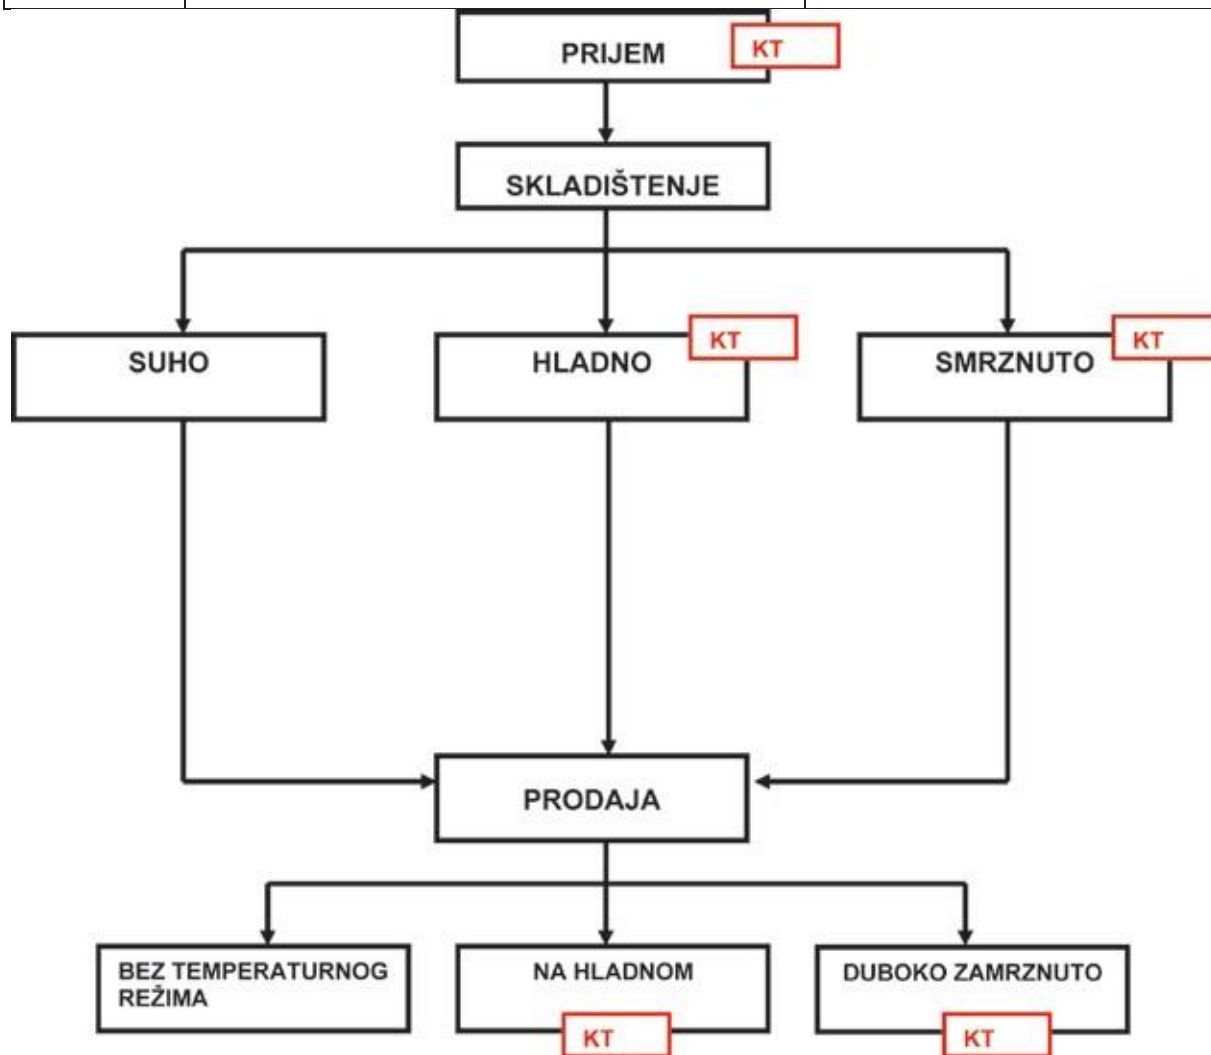 PRIJEM
KT
SKLADIŠTENJE
SUHO
HLADNO
KT
SMRZNUTO
KT
PRODAJA
BEZ TEMPERATURNOG
REŽIMA
NA HLADNOM
KT
DUBOKO ZAMRZNUTO
KT